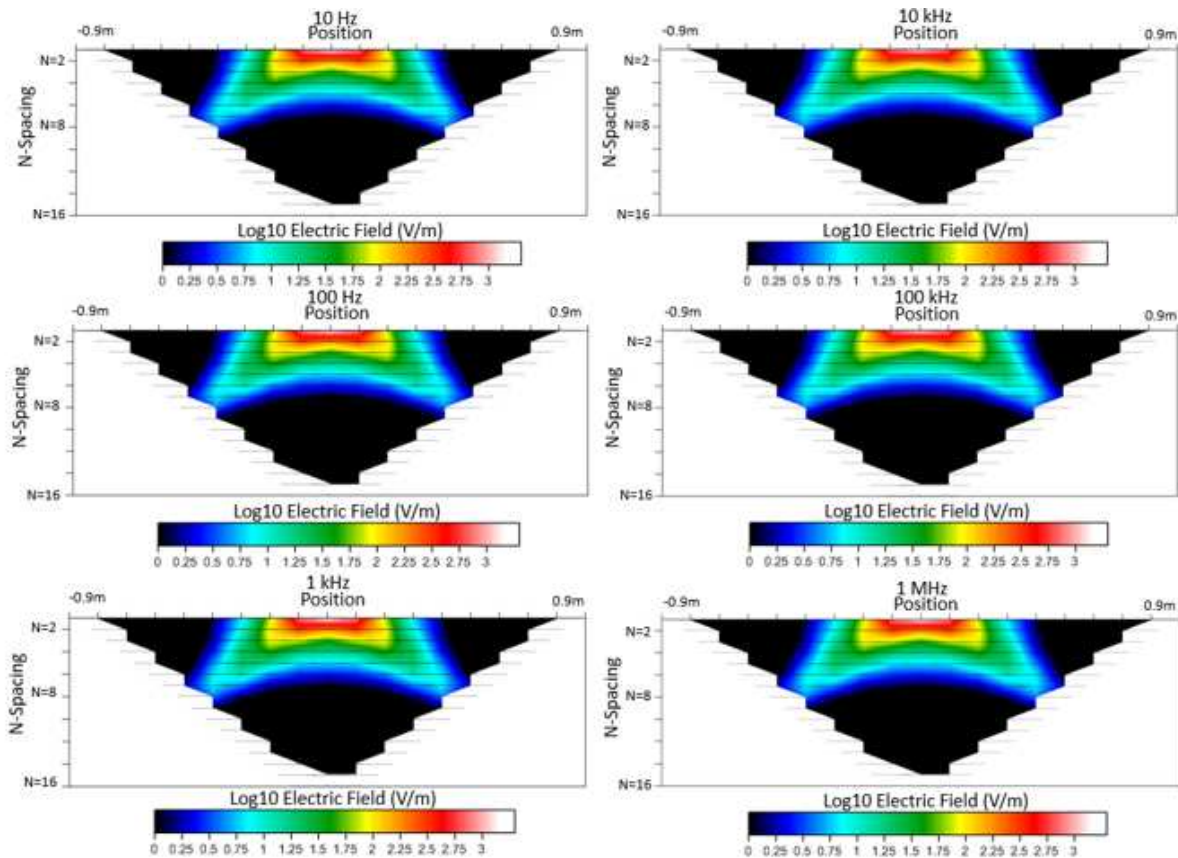 10 Hz
-0.9m Position 0.9m
N=2
N-Spacing
N=8
N=16
Log10 Electric Field (V/m)
0 0.25 0.5 0.75 1 1.25 1.5 1.75 2 2.25 2.5 2.75 3
10 kHz
-0.9m Position 0.9m
N=2
N-Spacing
N=8
N=16
Log10 Electric Field (V/m)
0 0.25 0.5 1.75 1 1.25 1.5 1.75 2 2.25 2.5 2.75 3
100 Hz
-0.9m Position 0.9m
N=2
N-Spacing
N=8
N=16
Log10 Electric Field (V/m)
0 0.25 0.5 0.75 1 1.25 1.5 1.75 2 2.25 2.5 2.75 3
100 kHz
-0.9m Position 0.9m
N=2
N-Spacing
N=8
N=16
Log10 Electric Field (V/m)
0 0.25 0.5 0.75 1 1.25 1.5 1.75 2 2.25 2.5 2.75 3
1 kHz
-0.9m Position 0.9m
N=2
N-Spacing
N=8
N=16
Log10 Electric Field (V/m)
0 0.25 0.5 0.75 1 1.25 1.5 1.75 2 2.25 2.5 2.75 3
1 MHz
-0.9m Position 0.9m
N=2
N-Spacing
N=8
N=16
Log10 Electric Field (V/m)
0 0.25 0.5 0.75 1 1.25 1.5 1.75 2 2.25 2.5 2.75 3